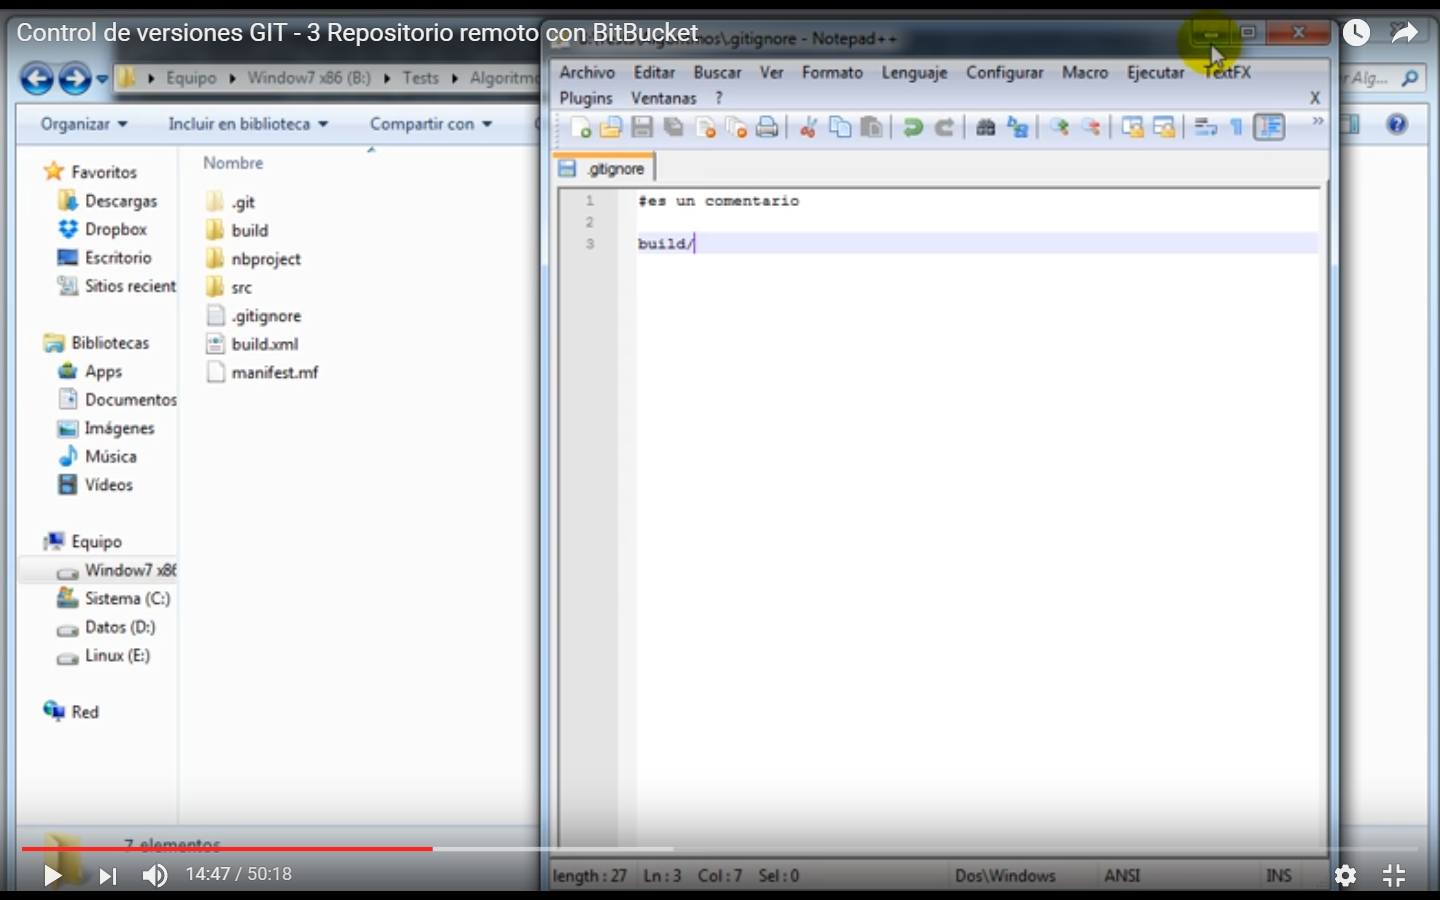 Control de versiones GIT - 3 Repositorio remoto con BitBucket
\.gitignore - Notepad++
Equipo Window7 x86 (B:) Tests Algoritmo
Alg...
Organizar Incluir en biblioteca Compartir con
Archivo Editar Buscar Ver Formato Lenguaje Configurar Macro Ejecutar TextFX
Plugins Ventanas ? X
.gitignore
Nombre
Favoritos
Descargas
Dropbox
Escritorio
Sitios recient
Bibliotecas
Apps
Documentos
Imágenes
Música
Vídeos
Equipo
Window7 x86
Sistema (C:)
Datos (D:)
Linux (E:)
Red
.git
build
nbproject
src
.gitignore
build.xml
manifest.mf
1 #es un comentario
2
3 build/
7 elementos
14:47 / 50:18
length : 27 Ln : 3 Col : 7 Sel : 0 Dos\Windows ANSI INS